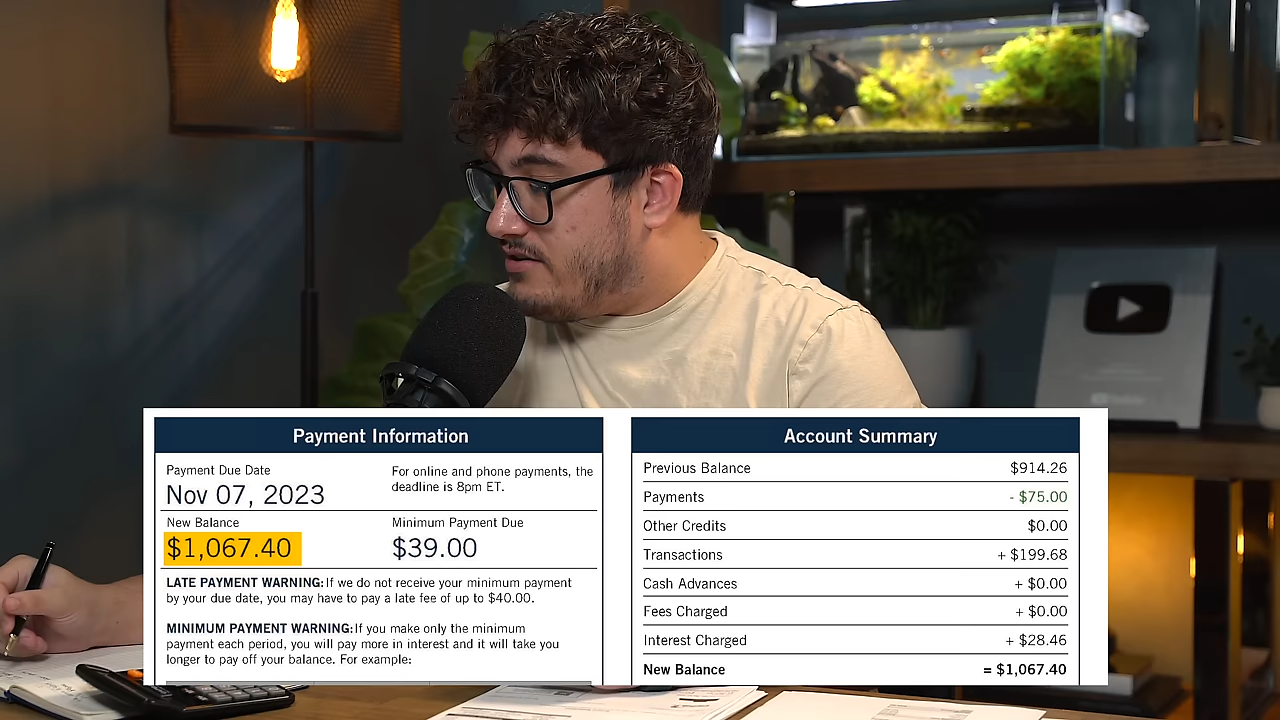 Payment Information
Payment Due Date
Nov 07, 2023
For online and phone payments, the
deadline is 8pm ET.
New Balance
$1,067.40
Minimum Payment Due
$39.00
LATE PAYMENT WARNING: If we do not receive your minimum payment
by your due date, you may have to pay a late fee of up to $40.00.
MINIMUM PAYMENT WARNING: If you make only the minimum
payment each period, you will pay more in interest and it will take you
longer to pay off your balance. For example:
Account Summary
Previous Balance $914.26
Payments - $75.00
Other Credits $0.00
Transactions + $199.68
Cash Advances + $0.00
Fees Charged + $0.00
Interest Charged + $28.46
New Balance = $1,067.40